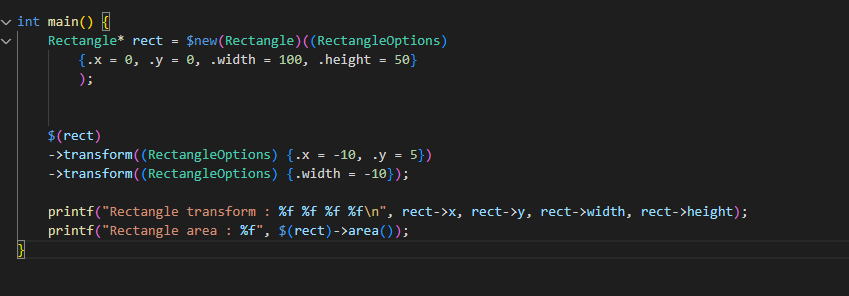 int main() {
Rectangle* rect = $new(Rectangle)((RectangleOptions)
{.x = 0, .y = 0, .width = 100, .height = 50}
);
$(rect)
->transform((RectangleOptions) {.x = -10, .y = 5})
->transform((RectangleOptions) {.width = -10});
printf("Rectangle transform : %f %f %f %f\n", rect->x, rect->y, rect->width, rect->height);
printf("Rectangle area : %f", $(rect)->area());
}